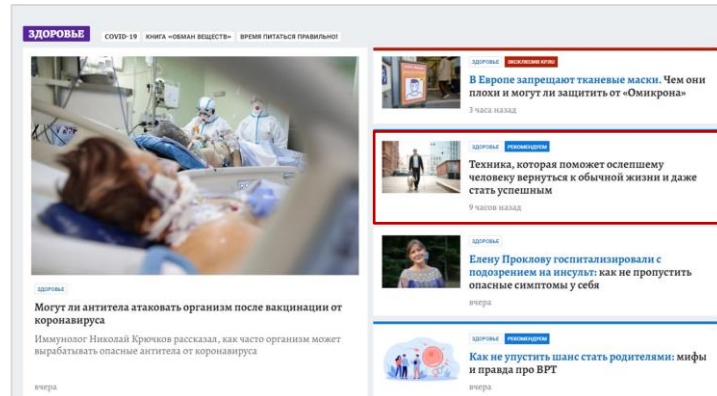 ЗДОРОВЬЕ COVID-19 КНИГА «ОБМАН ВЕЩЕСТВ» ВРЕМЯ ПИТАТЬСЯ ПРАВИЛЬНО!
ЗДОРОВЬЕ
Могут ли антитела атаковать организм после вакцинации от
коронавируса
Иммунолог Николай Крючков рассказал, как часто организм может
вырабатывать опасные антитела от коронавируса
вчера
ЗДОРОВЬЕ ЭКСКЛЮЗИВ KP.RU
В Европе запрещают тканевые маски. Чем они
плохи и могут ли защитить от «Омикрона»
3 часа назад
ЗДОРОВЬЕ РЕКОМЕНДУЕМ
Техника, которая поможет ослепшему
человеку вернуться к обычной жизни и даже
стать успешным
9 часов назад
ЗДОРОВЬЕ
Елену Проклову госпитализировали с
подозрением на инсульт: как не пропустить
опасные симптомы у себя
вчера
ЗДОРОВЬЕ РЕКОМЕНДУЕМ
Как не упустить шанс стать родителями: мифы
и правда про ВРТ
вчера